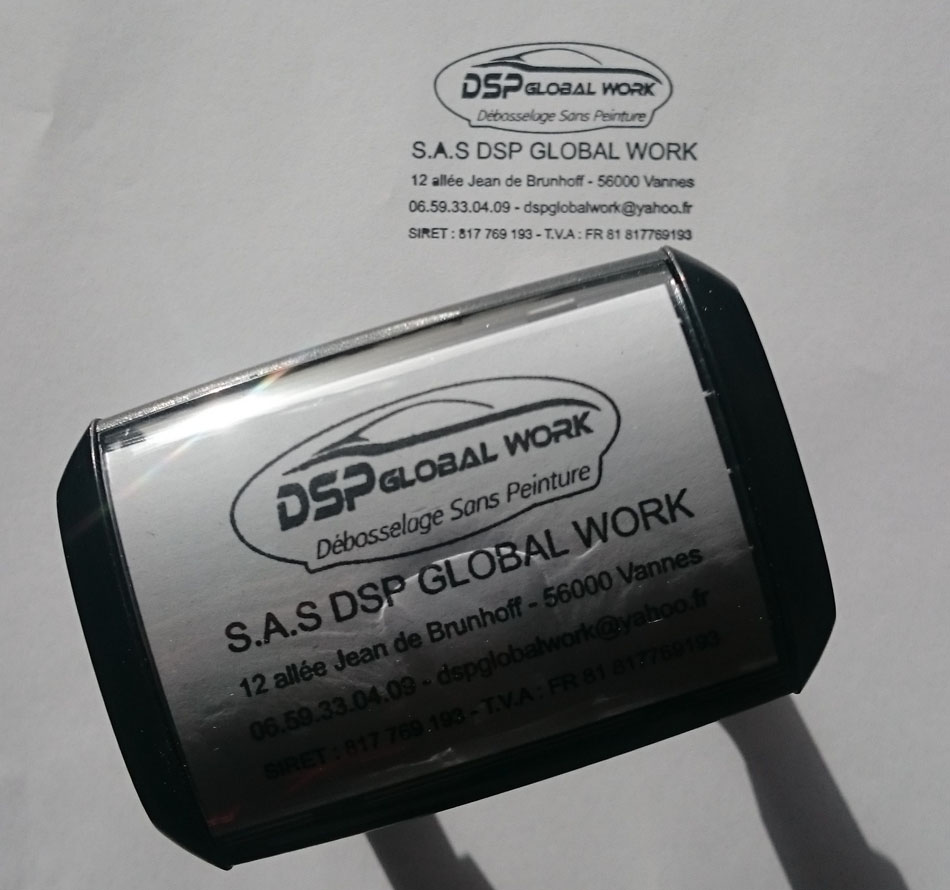 DSP GLOBAL WORK
Débosselage Sans Peinture
S.A.S DSP GLOBAL WORK
12 allée Jean de Brunhoff - 56000 Vannes
06.59.33.04.09 - dspglobalwork@yahoo.fr
SIRET : 817 769 193 - T.V.A : FR 81 817769193
DSP GLOBAL WORK
Débosselage Sans Peinture
S.A.S DSP GLOBAL WORK
12 allée Jean de Brunhoff - 56000 Vannes
06.59.33.04.09 - dspglobalwork@yahoo.fr
SIRET : 817 769 193 - T.V.A : FR 81 817769193